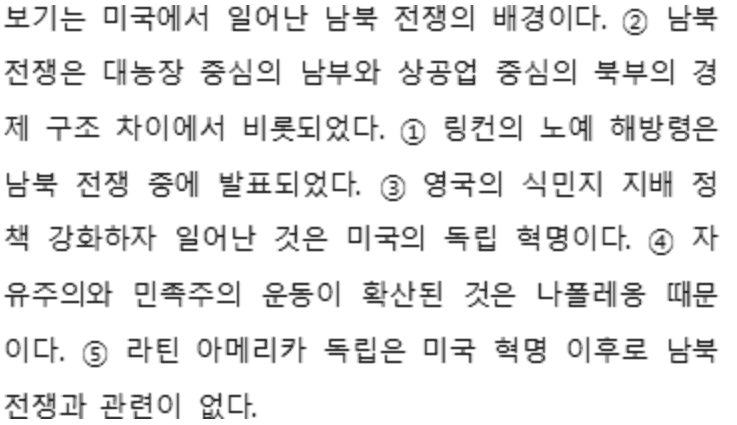 보기는 미국에서 일어난 남북 전쟁의 배경이다. ② 남북
전쟁은 대농장 중심의 남부와 상공업 중심의 북부의 경
제 구조 차이에서 비롯되었다. ① 링컨의 노예 해방령은
남북 전쟁 중에 발표되었다. ③ 영국의 식민지 지배 정
책 강화하자 일어난 것은 미국의 독립 혁명이다. ④ 자
유주의와 민족주의 운동이 확산된 것은 나폴레옹 때문
이다. ⑤ 라틴 아메리카 독립은 미국 혁명 이후로 남북
전쟁과 관련이 없다.